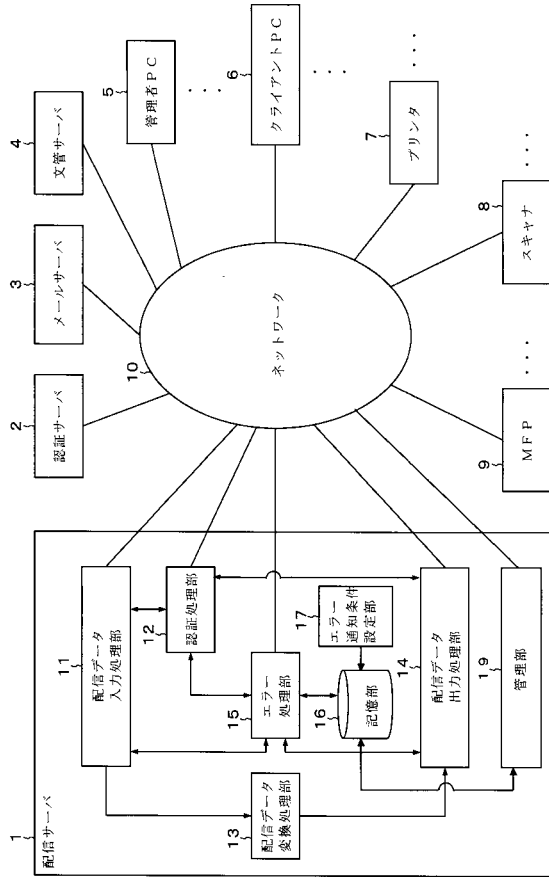 1
配信サーバ
11
配信データ
入力処理部
12
認証処理部
13
配信データ
変換処理部
15
エラー
処理部
16
記憶部
17
エラー
通知条件
設定部
14
配信データ
出力処理部
19
管理部
10
ネットワーク
2
認証サーバ
3
メールサーバ
4
文管サーバ
5
管理者PC
6
クライアントPC
7
プリンタ
8
スキャナ
9
MFP